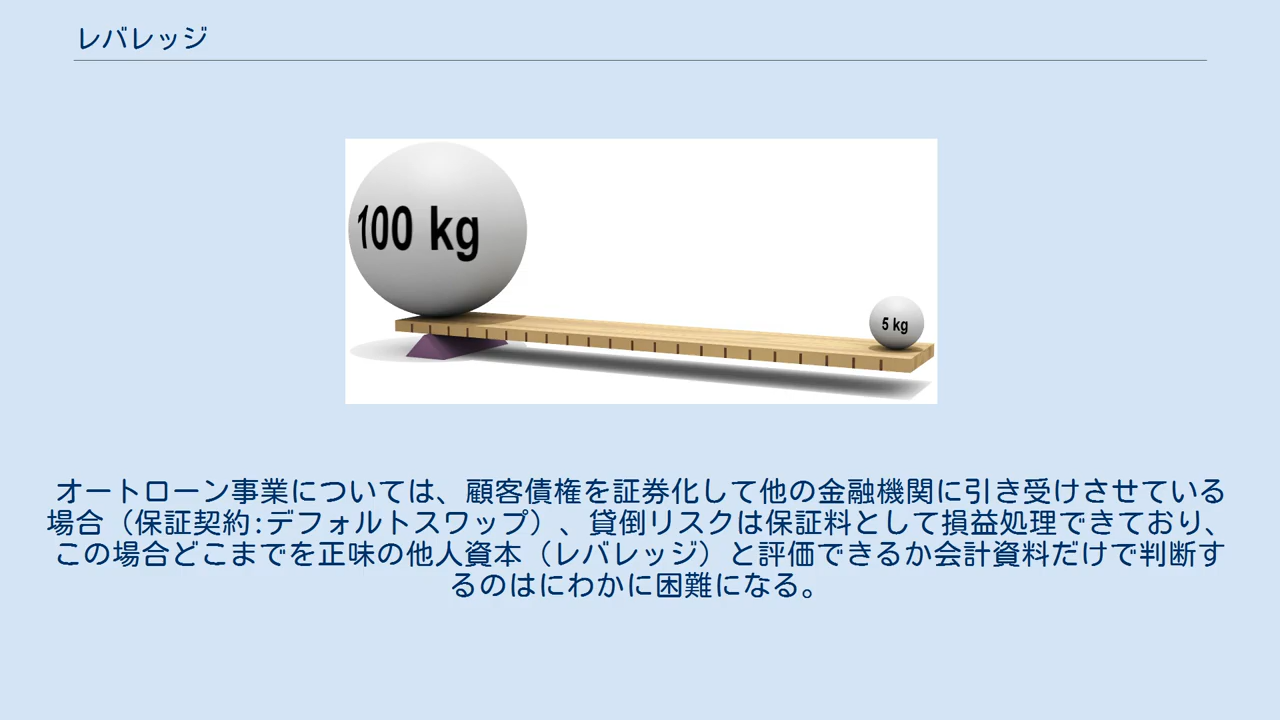 レバレッジ
100 kg
5 kg
オートローン事業については、顧客債権を証券化して他の金融機関に引き受けさせている
場合（保証契約:デフォルトスワップ）、貸倒リスクは保証料として損益処理できており、
この場合どこまでを正味の他人資本（レバレッジ）と評価できるか会計資料だけで判断す
るのはにわかに困難になる。